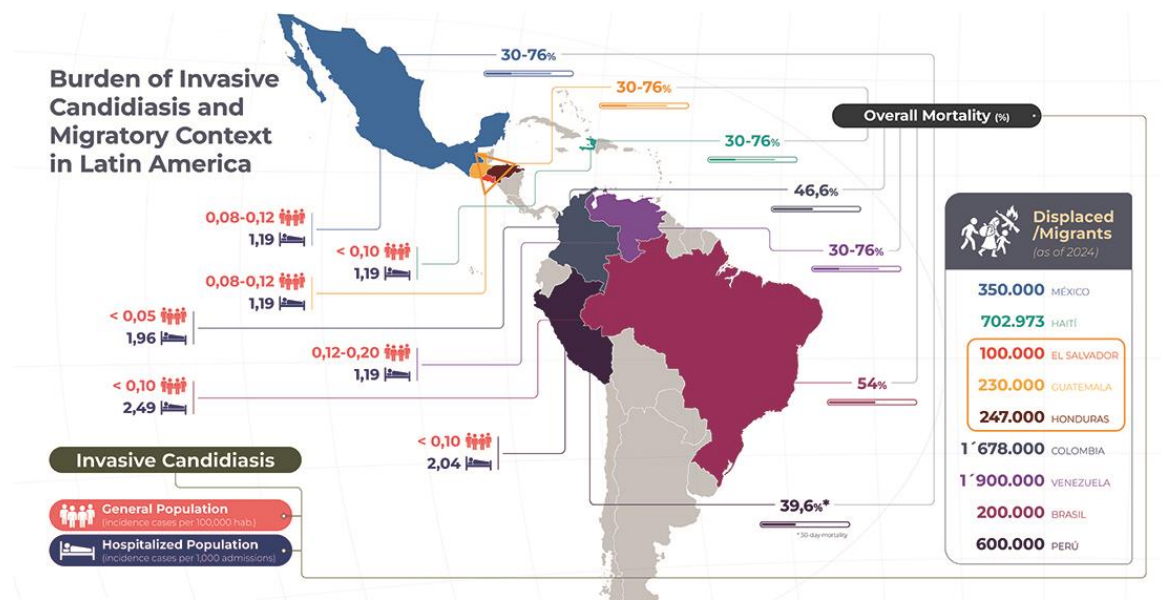 Burden of Invasive
Candidiasis and
Migratory Context
in Latin America
30-76%
30-76%
Overall Mortality (%)
30-76%
46,6%
30-76%
54%
39,6%*
*30-day mortality
0,08-0,12
1,19
< 0,10
1,19
0,08-0,12
1,19
< 0,05
1,96
0,12-0,20
1,19
< 0,10
2,49
< 0,10
2,04
Invasive Candidiasis
General Population
(incidence cases per 100,000 hab.)
Hospitalized Population
(incidence cases per 1,000 admissions)
Displaced
/Migrants
(as of 2024)
350.000 MÉXICO
702.973 HAITÍ
100.000 EL SALVADOR
230.000 GUATEMALA
247.000 HONDURAS
1´678.000 COLOMBIA
1´900.000 VENEZUELA
200.000 BRASIL
600.000 PERÚ